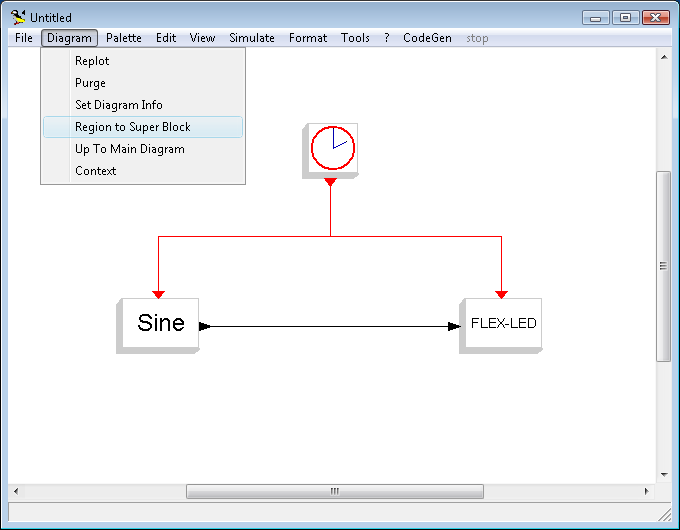 Untitled
File Diagram Palette Edit View Simulate Format Tools ? CodeGen stop
Replot
Purge
Set Diagram Info
Region to Super Block
Up To Main Diagram
Context
Sine
FLEX-LED